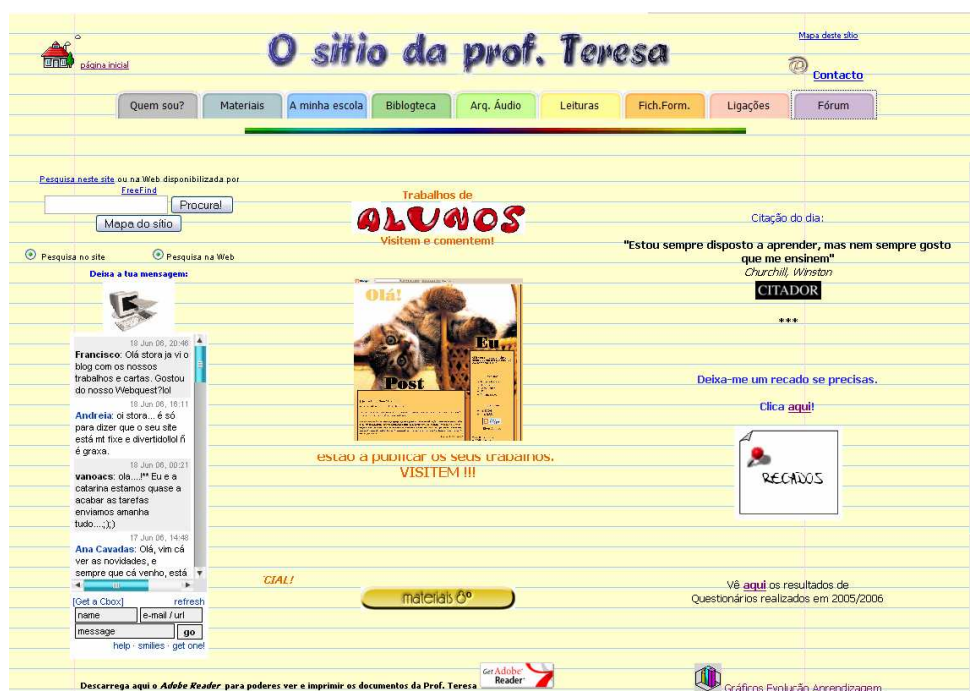 O sitio da prof. Teresa
Mapa deste sítio
página inicial
Contacto
Quem sou?
Materiais
A minha escola
Biblogteca
Arq. Áudio
Leituras
Fich.Form.
Ligações
Fórum
Pesquisa neste site ou na Web disponibilizada por
FreeFind
Procura!
Mapa do sítio
Pesquisa no site
Pesquisa na Web
Deixa a tua mensagem:
18 Jun 06, 20:46
Francisco: Olá stora ja vi o
blog com os nossos
trabalhos e cartas. Gostou
do nosso Webquest?lol
18 Jun 06, 16:11
Andreia: oi stora... é só
para dizer que o seu site
está mt fixe e divertidolol ñ
é graxa.
18 Jun 06, 00:21
vanoacs: ola....!** Eu e a
catarina estamos quase a
acabar as tarefas
enviamos amanha
tudo...;);)
17 Jun 06, 14:48
Ana Cavadas: Olá, vim cá
ver as novidades, e
sempre que cá venho, está
[Get a Cbox]
refresh
name
e-mail / url
message
go
help · smilies · get one!
Trabalhos de
ALUNOS
Visitem e comentem!
Olá!
Eu
Post
estão a publicar os seus trabalhos.
VISITEM !!!
CIAL!
materiais 8º
Citação do dia:
"Estou sempre disposto a aprender, mas nem sempre gosto
que me ensinem"
Churchill, Winston
CITADOR
***
Deixa-me um recado se precisas.
Clica aqui!
RECADOS
Vê aqui os resultados de
Questionários realizados em 2005/2006
Descarrega aqui o Adobe Reader para poderes ver e imprimir os documentos da Prof. Teresa
Get Adobe®
Reader®
Gráficos Evolução Aprendizagem